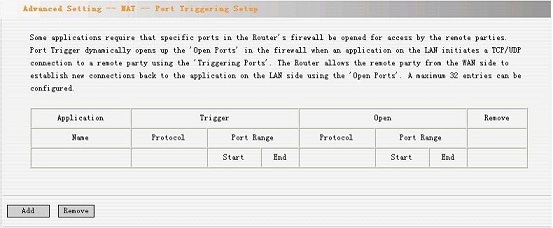 Advanced Setting -- NAT -- Port Triggering Setup
Some applications require that specific ports in the Router's firewall be opened for access by the remote parties.
Port Trigger dynamically opens up the 'Open Ports' in the firewall when an application on the LAN initiates a TCP/UDP
connection to a remote party using the 'Triggering Ports'. The Router allows the remote party from the WAN side to
establish new connections back to the application on the LAN side using the 'Open Ports'. A maximum 32 entries can be
configured.
Application Trigger Open Remove
Name Protocol Port Range Protocol Port Range
Start End Start End
Add Remove